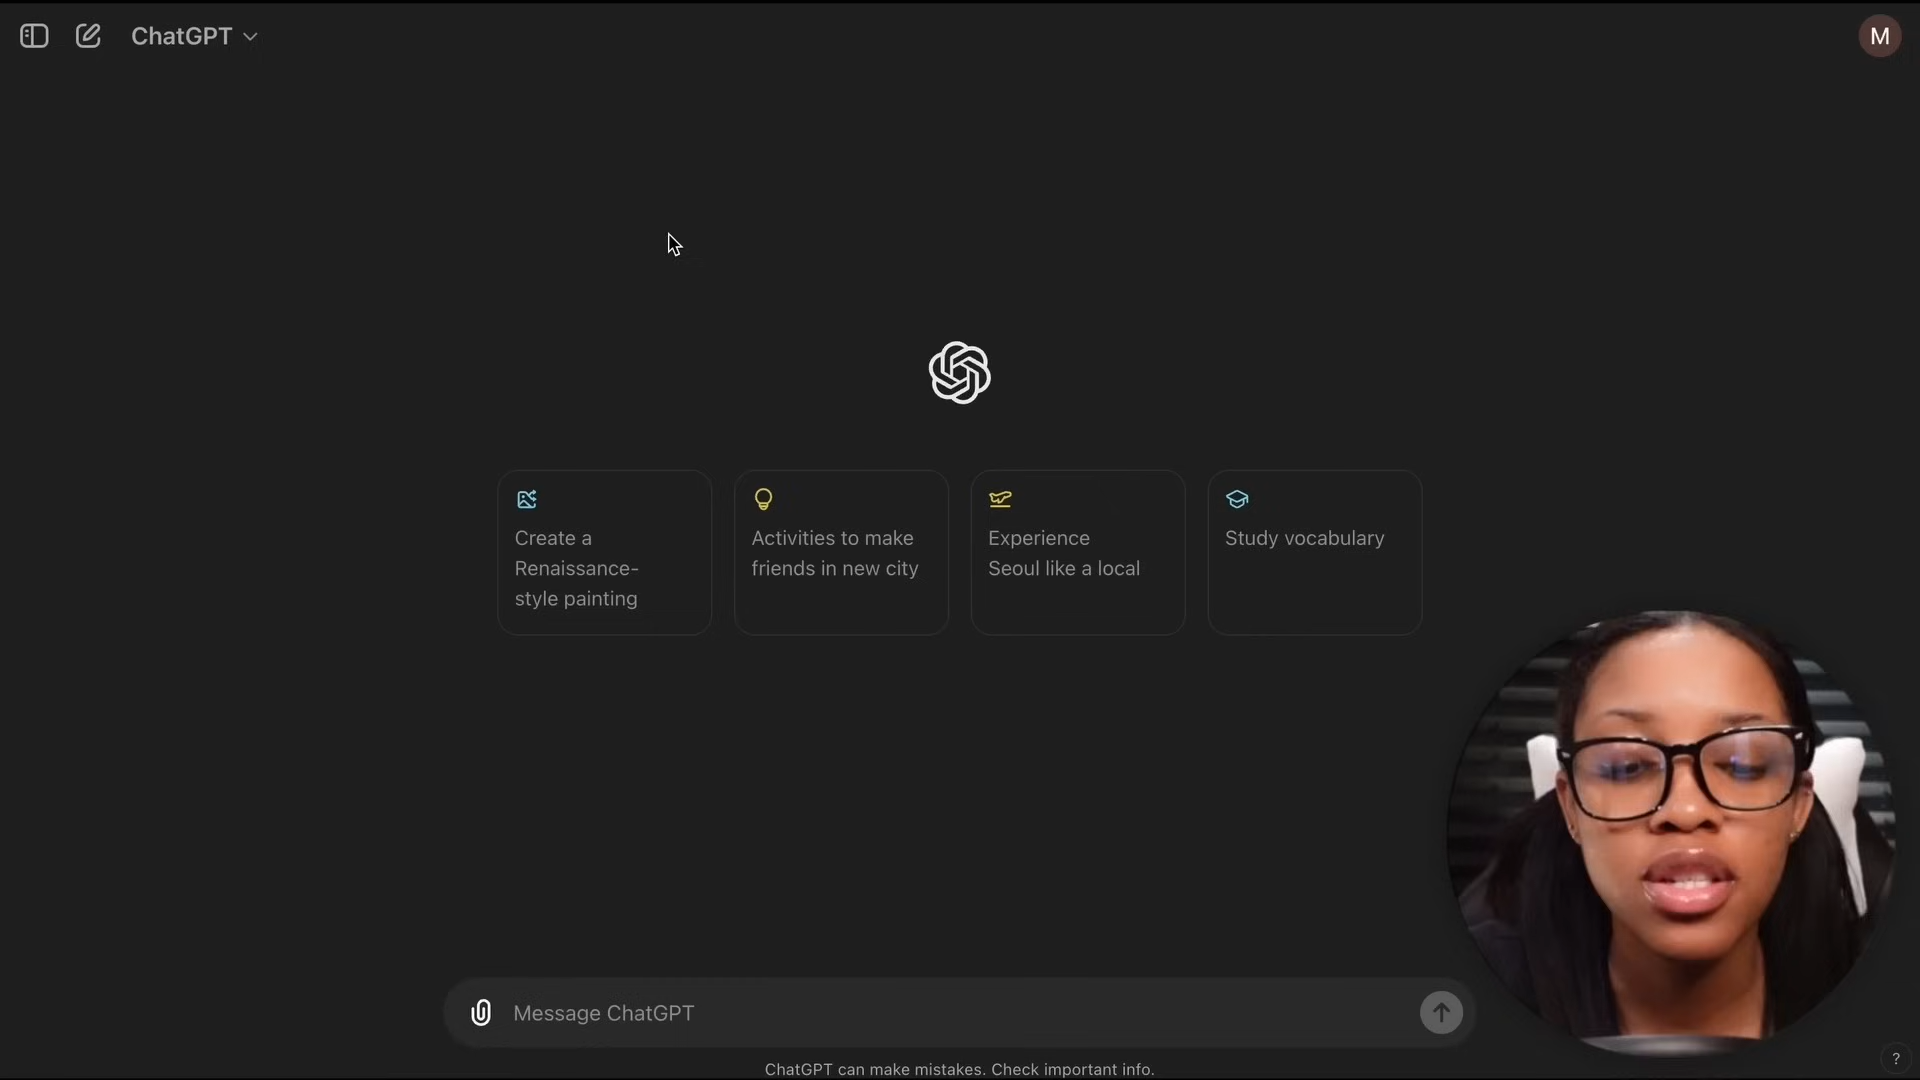 ChatGPT
M
Create a
Renaissance-
style painting
Activities to make
friends in new city
Experience
Seoul like a local
Study vocabulary
Message ChatGPT
ChatGPT can make mistakes. Check important info.
?